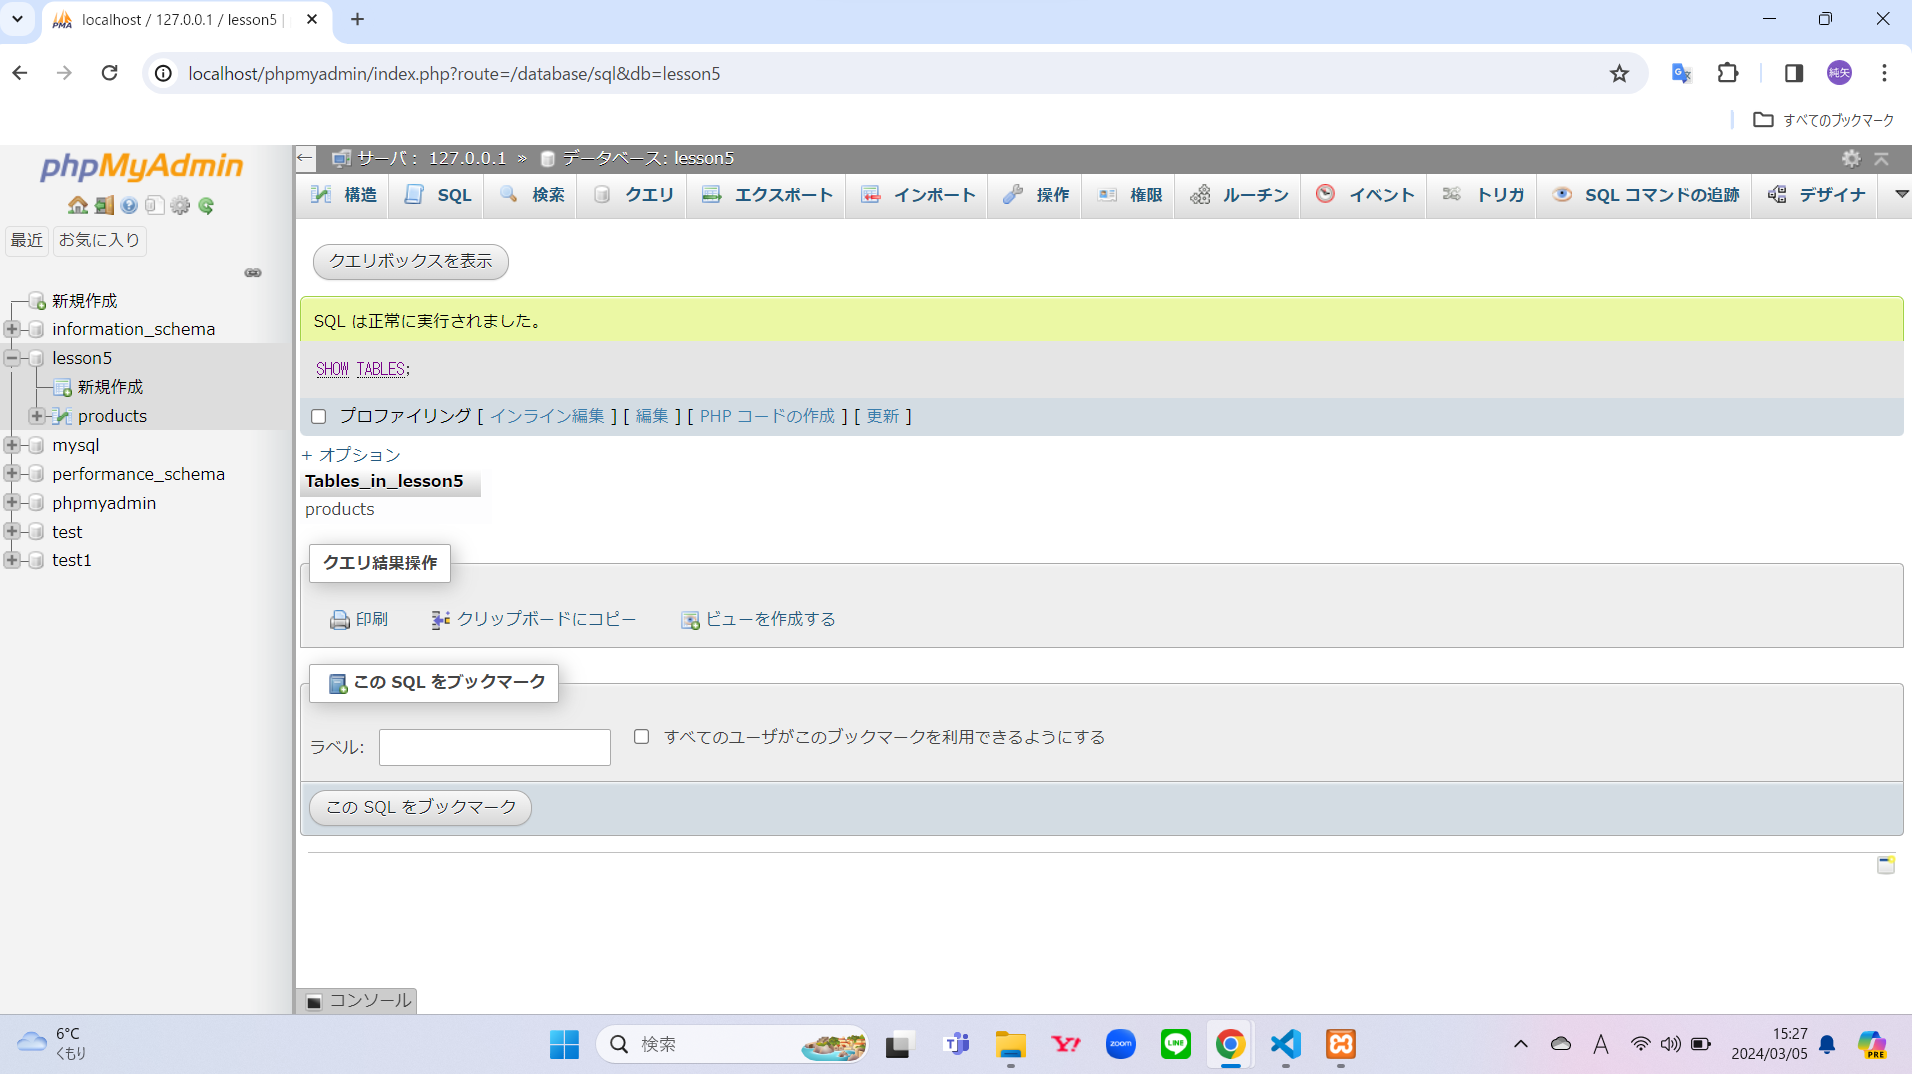 localhost / 127.0.0.1 / lesson5 |
localhost/phpmyadmin/index.php?route=/database/sql&db=lesson5
純矢
すべてのブックマーク
phpMyAdmin
最近 お気に入り
新規作成
information_schema
lesson5
新規作成
products
mysql
performance_schema
phpmyadmin
test
test1
サーバ : 127.0.0.1 » データベース: lesson5
構造 SQL 検索 クエリ エクスポート インポート 操作 権限 ルーチン イベント トリガ SQL コマンドの追跡 デザイナ
クエリボックスを表示
SQL は正常に実行されました。
SHOW TABLES;
プロファイリング [ インライン編集 ] [ 編集 ] [ PHP コードの作成 ] [ 更新 ]
+ オプション
Tables_in_lesson5
products
クエリ結果操作
印刷 クリップボードにコピー ビューを作成する
この SQL をブックマーク
ラベル: すべてのユーザがこのブックマークを利用できるようにする
この SQL をブックマーク
コンソール
6°C
くもり
検索
zoom
LINE
A
15:27
2024/03/05
PRE